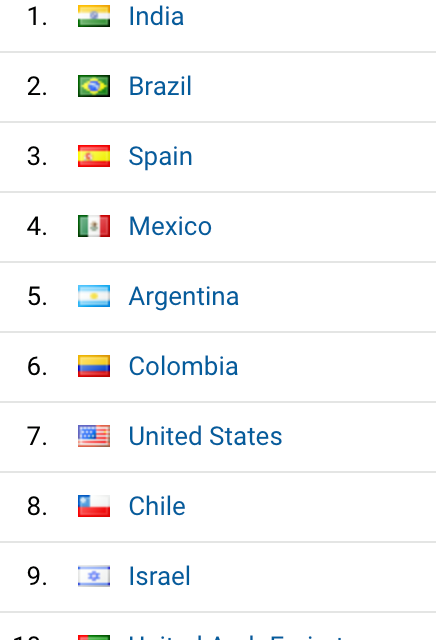 1. India
2. Brazil
3. Spain
4. Mexico
5. Argentina
6. Colombia
7. United States
8. Chile
9. Israel